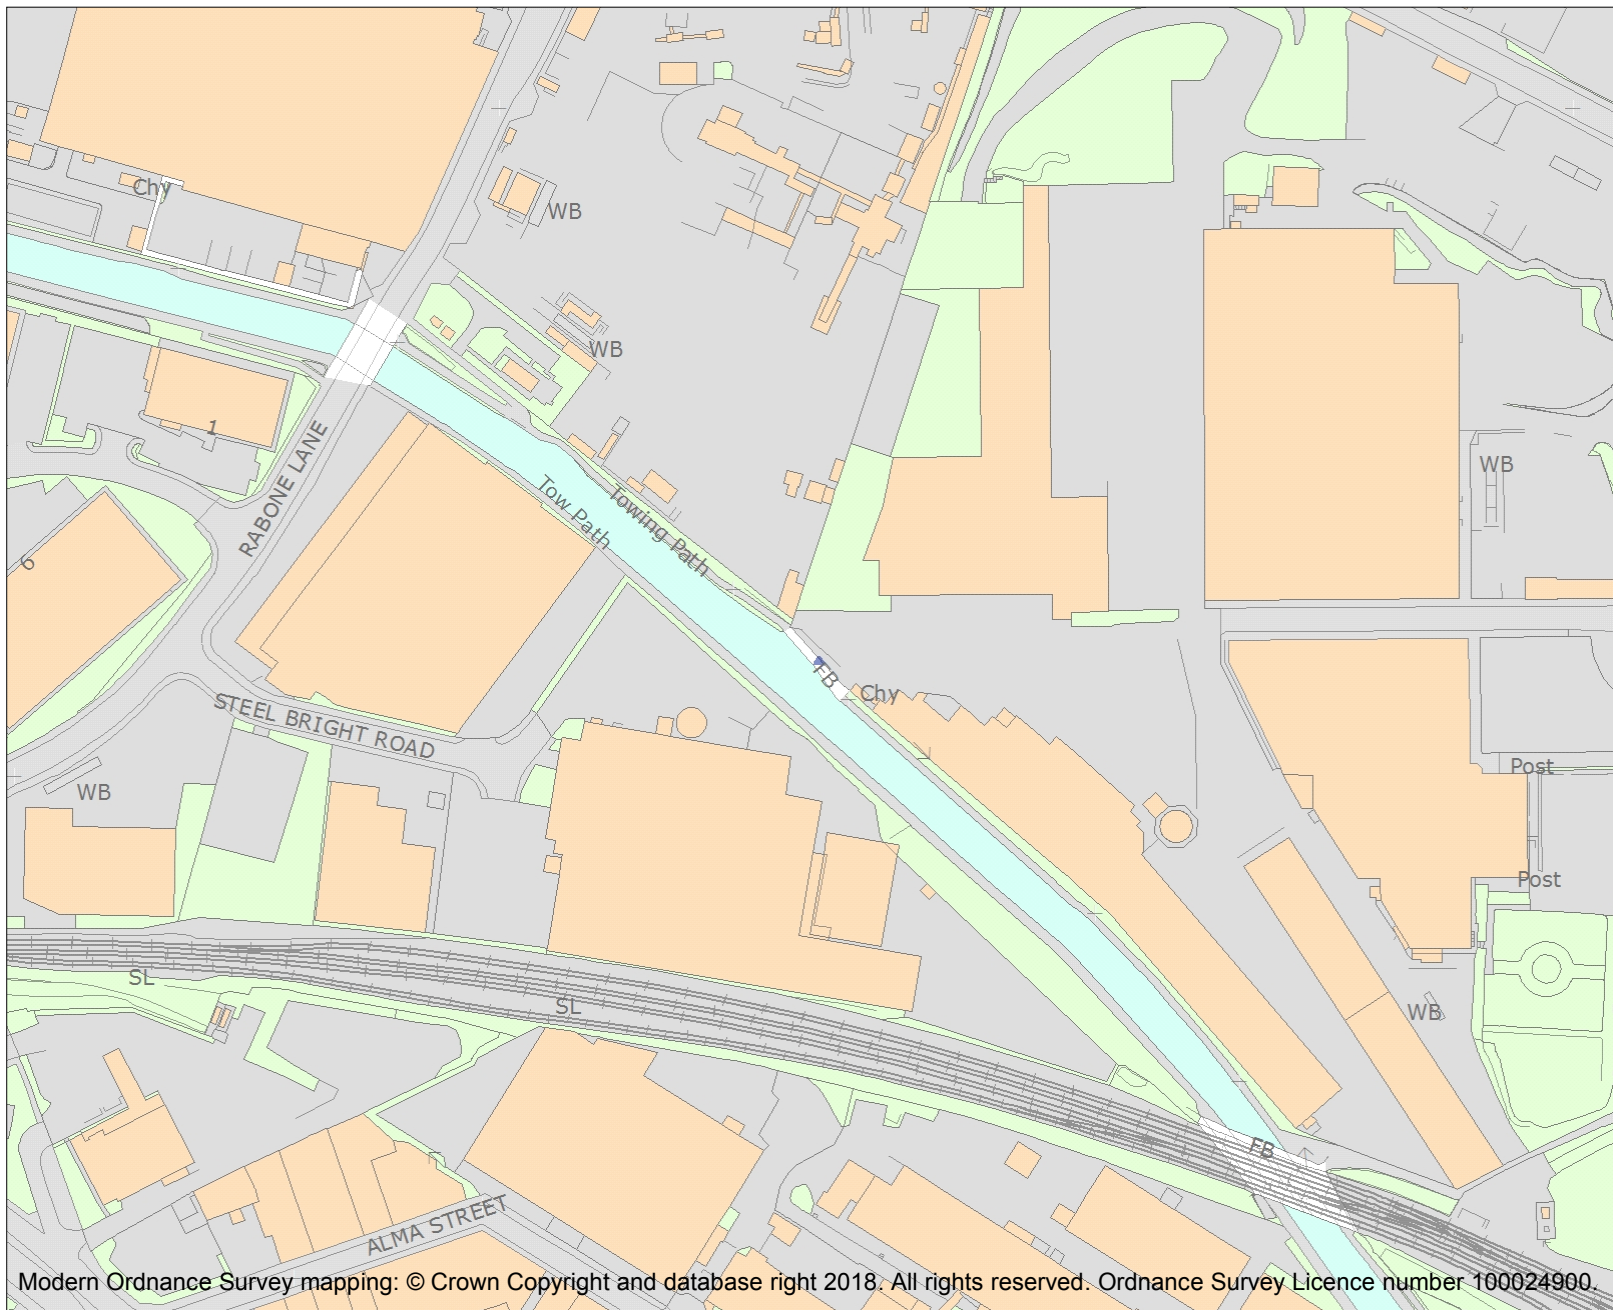 Chy
WB
WB
1
RABONE LANE
WB
Tow Path
Towing Path
6
FB
Chy
STEEL BRIGHT ROAD
Post
WB
Post
SL
SL
WB
FB
ALMA STREET
Modern Ordnance Survey mapping: © Crown Copyright and database right 2018. All rights reserved. Ordnance Survey Licence number 100024900.